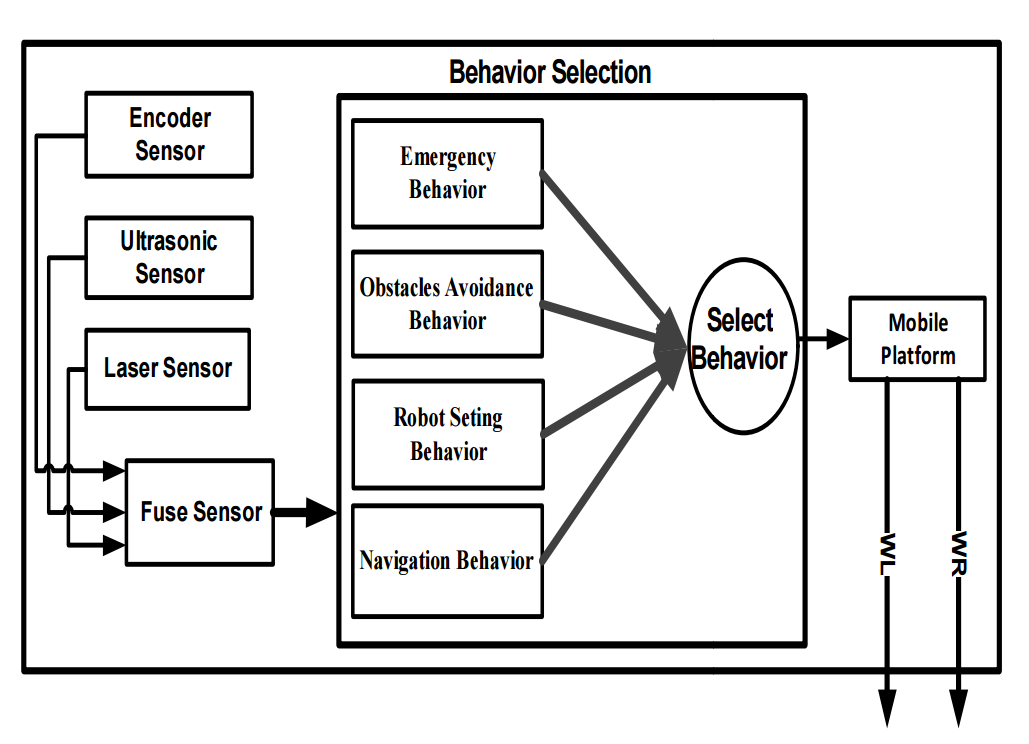 Behavior Selection
Encoder
Sensor
Ultrasonic
Sensor
Laser Sensor
Fuse Sensor
Emergency
Behavior
Obstacles Avoidance
Behavior
Robot Seting
Behavior
Navigation Behavior
Select
Behavior
Mobile
Platform
WL
WR